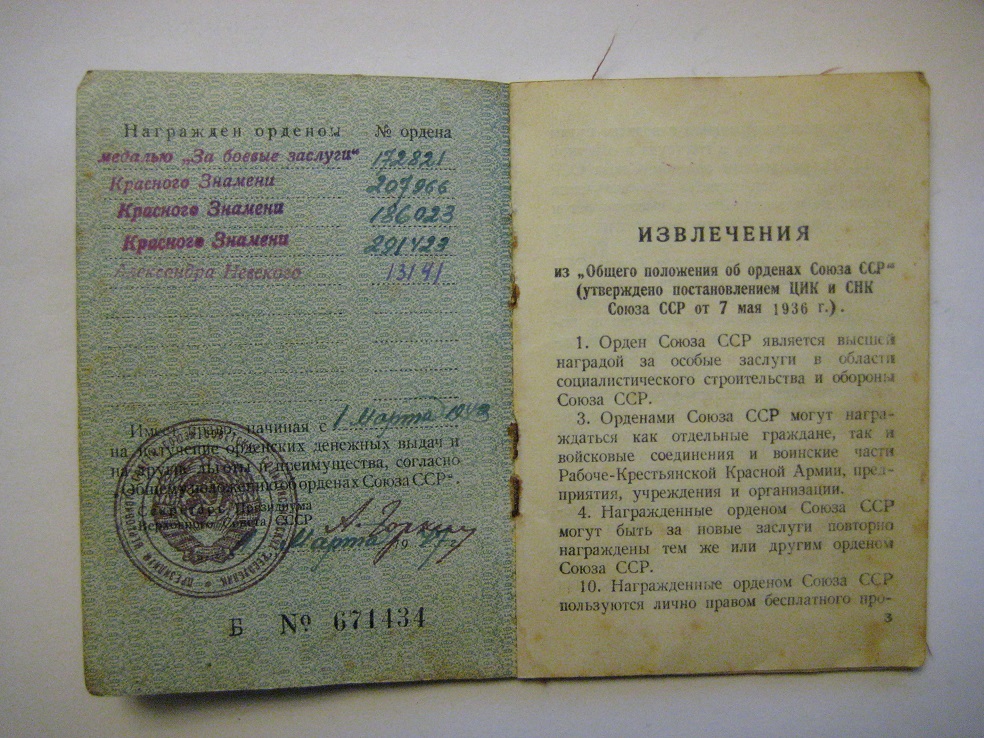 Награжден орденом № ордена
медалью „За боевые заслуги“ 172821
Красного Знамени 207966
Красного Знамени 186023
Красного Знамени 291423
Александра Невского 13141
Имеет право, начиная с 1 Марта 1943
на получение орденских денежных выдач и
на другие льготы и преимущества, согласно
„Общему положению об орденах Союза ССР“.
Секретарь Президиума
Верховного Совета СССР А. Горкин
Марта 1947 г.
Б № 671434
ИЗВЛЕЧЕНИЯ
из „Общего положения об орденах Союза ССР“
(утверждено постановлением ЦИК и СНК
Союза ССР от 7 мая 1936 г.).
1. Орден Союза ССР является высшей
наградой за особые заслуги в области
социалистического строительства и обороны
Союза ССР.
3. Орденами Союза ССР могут награ-
ждаться как отдельные граждане, так и
войсковые соединения и воинские части
Рабоче-Крестьянской Красной Армии, пред-
приятия, учреждения и организации.
4. Награжденные орденом Союза ССР
могут быть за новые заслуги повторно
награждены тем же или другим орденом
Союза ССР.
10. Награжденные орденом Союза ССР
пользуются лично правом бесплатного про-
3